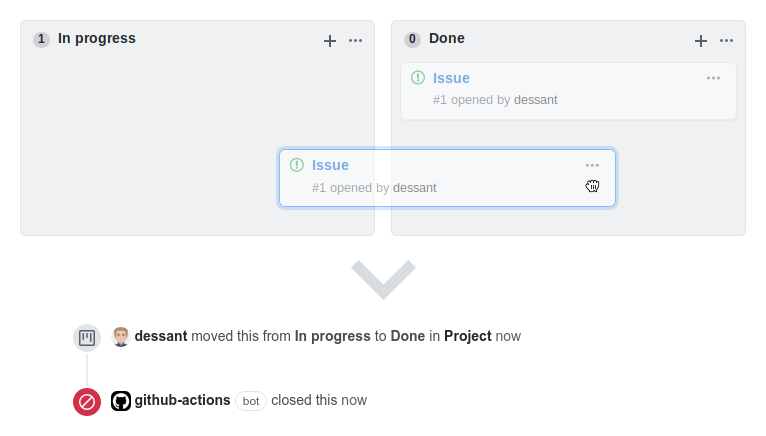 1 In progress
0 Done
Issue
#1 opened by dessant
Issue
#1 opened by dessant
dessant moved this from In progress to Done in Project now
github-actions bot closed this now